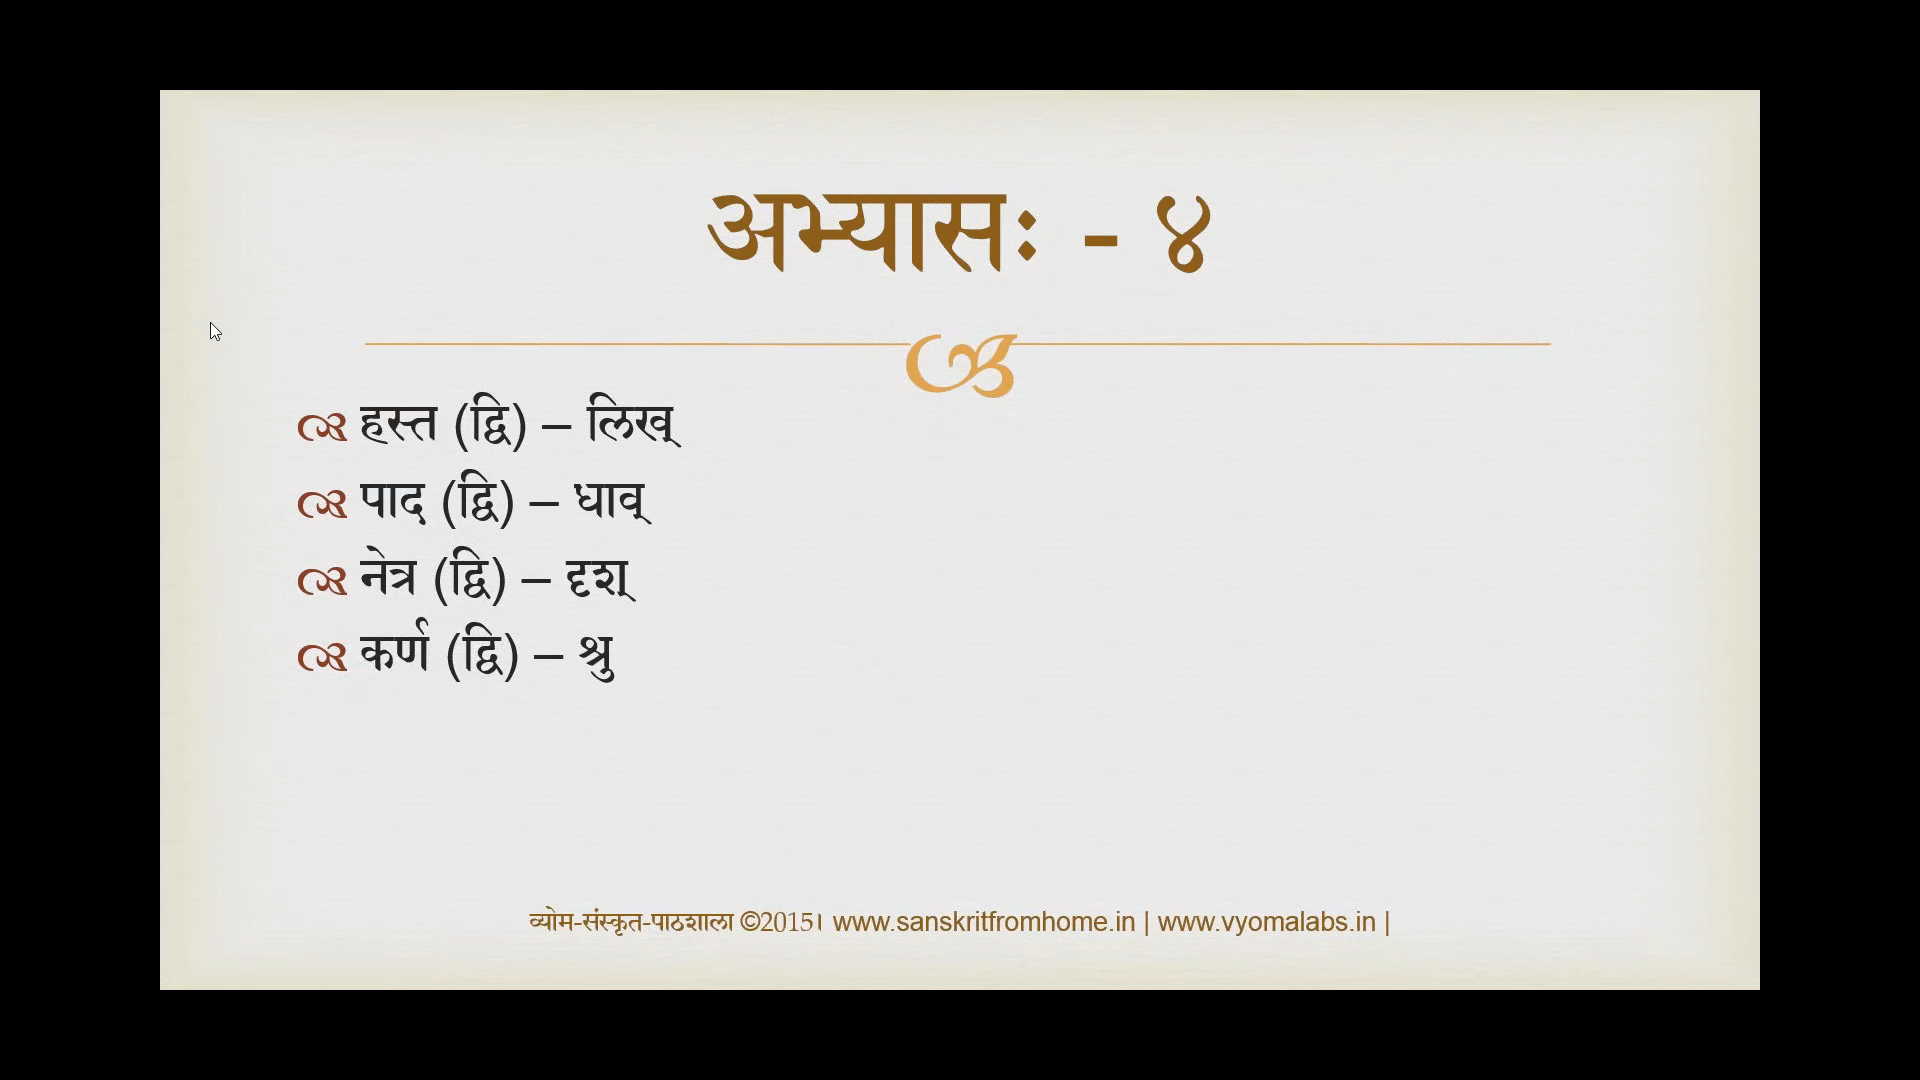 अभ्यासः - ४
हस्त (द्वि) – लिख्
पाद (द्वि) – धाव्
नेत्र (द्वि) – दृश्
कर्ण (द्वि) – श्रु
व्योम-संस्कृत-पाठशाला ©2015। www.sanskritfromhome.in | www.vyomalabs.in |